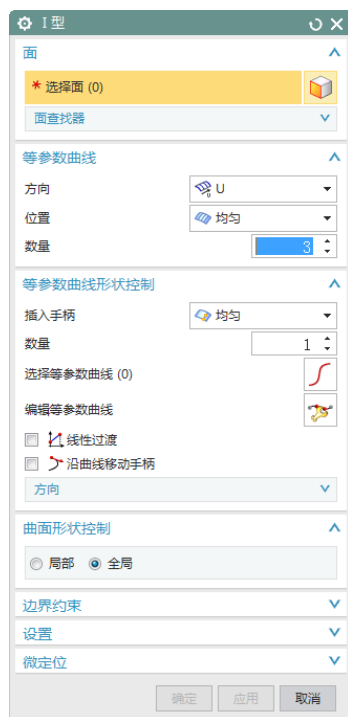 I型
面
* 选择面 (0)
面查找器
等参数曲线
方向 U
位置 均匀
数量 3
等参数曲线形状控制
插入手柄 均匀
数量 1
选择等参数曲线 (0)
编辑等参数曲线
线性过渡
沿曲线移动手柄
方向
曲面形状控制
局部 全局
边界约束
设置
微定位
确定 应用 取消